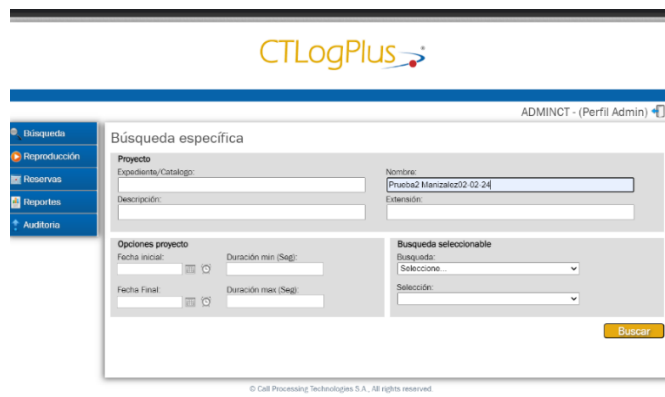 CTLogPlus
ADMINCT - (Perfil Admin)
Búsqueda
Reproducción
Reservas
Reportes
Auditoria
Búsqueda específica
Proyecto
Expediente/Catalogo:
Nombre:
Prueba2 Manizalez02-02-24
Descripción:
Extensión:
Opciones proyecto
Fecha inicial:
Duración min (Seg):
Fecha Final:
Duración max (Seg):
Busqueda seleccionable
Busqueda:
Seleccione...
Selección:
Buscar
© Call Processing Technologies S.A., All rights reserved.